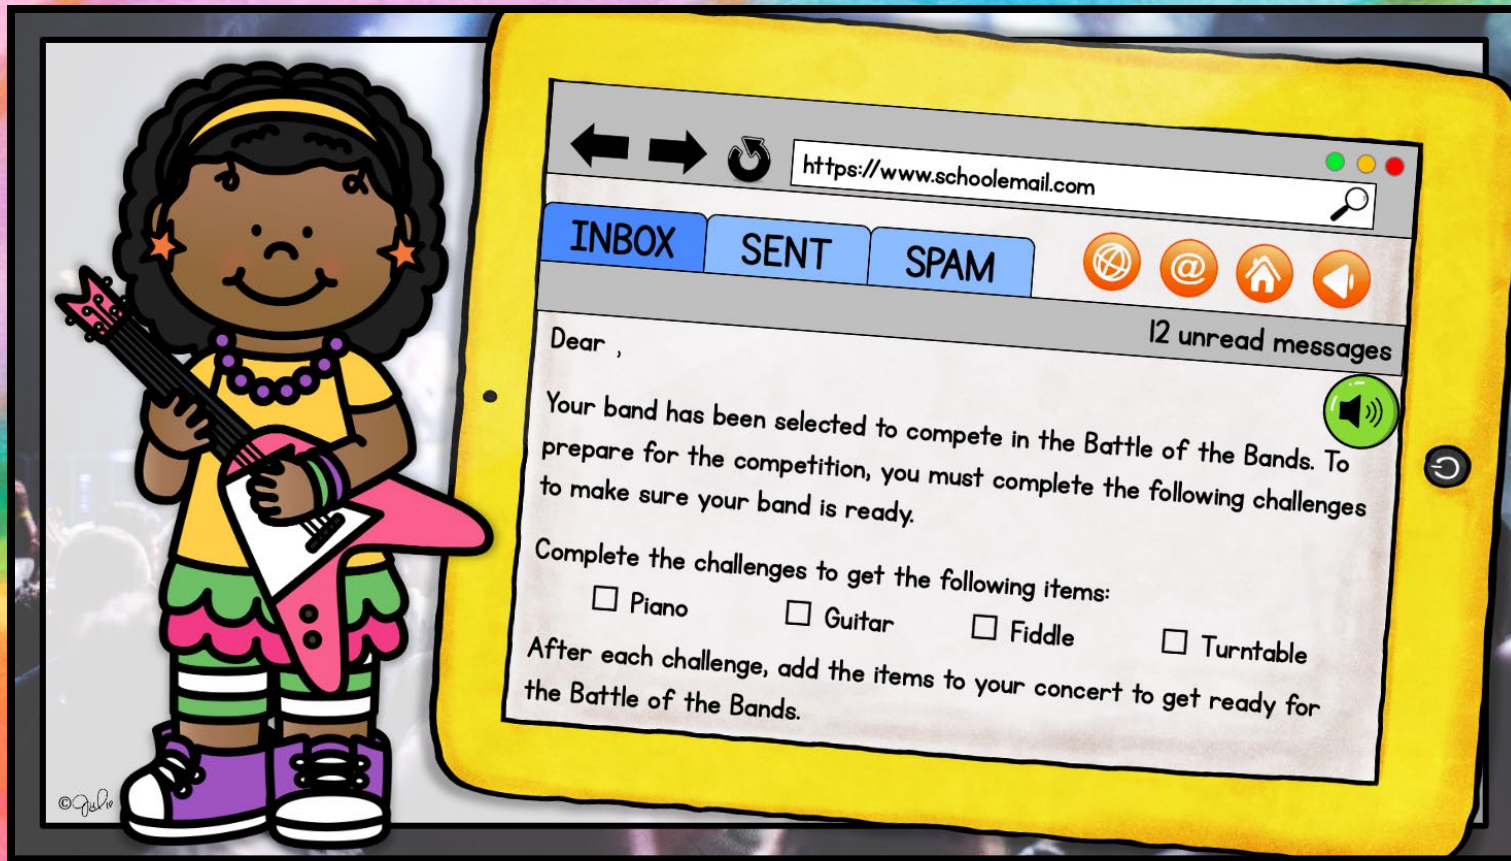 https://www.schoolemail.com
INBOX SENT SPAM
12 unread messages
Dear ,
Your band has been selected to compete in the Battle of the Bands. To
prepare for the competition, you must complete the following challenges
to make sure your band is ready.
Complete the challenges to get the following items:
Piano Guitar Fiddle Turntable
After each challenge, add the items to your concert to get ready for
the Battle of the Bands.